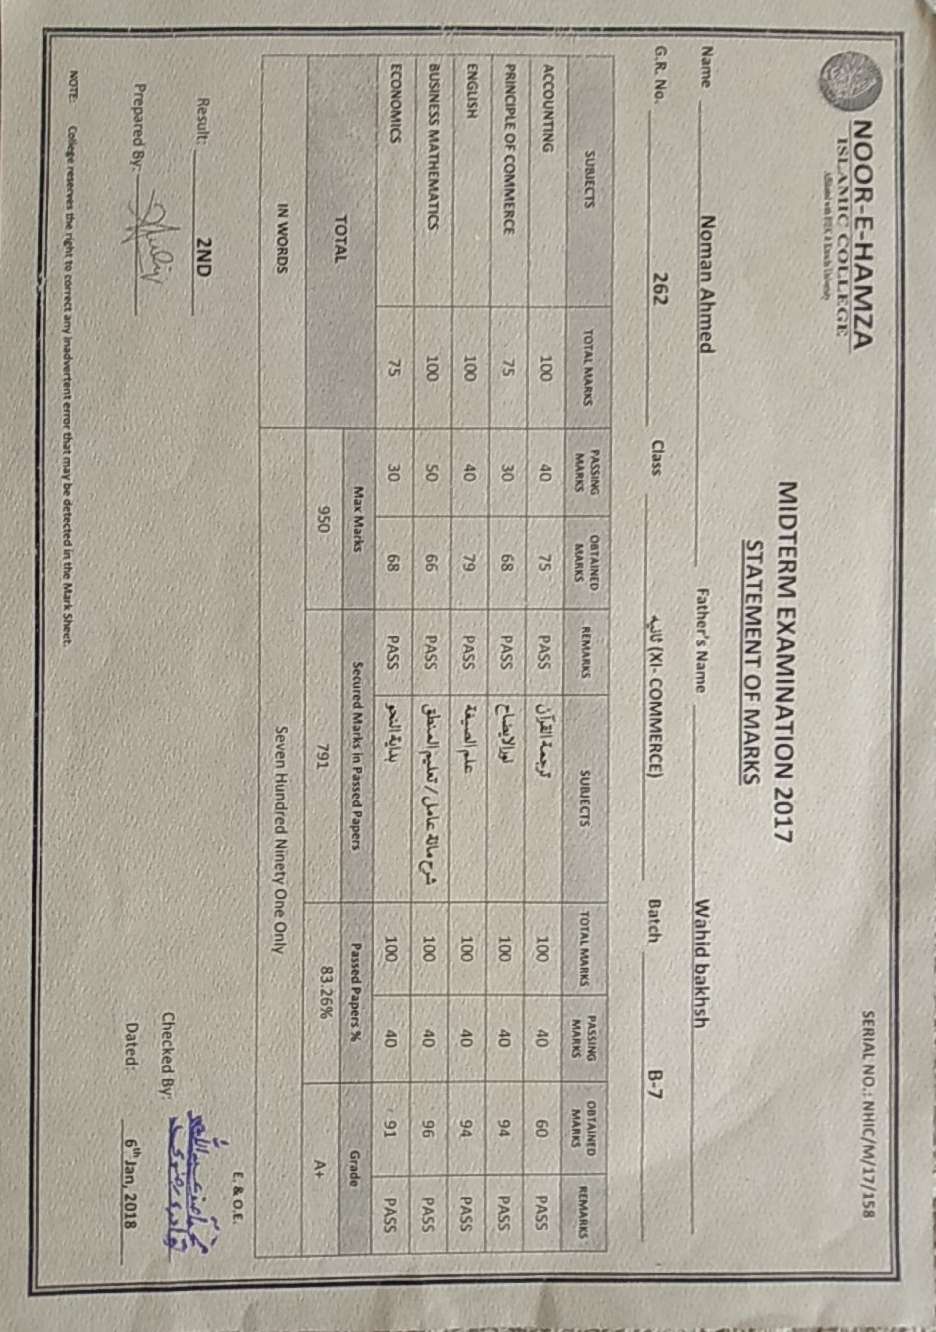 NOOR-E-HAMZA
ISLAMIC COLLEGE
SERIAL NO.: NHIC/M/17/158
MIDTERM EXAMINATION 2017
STATEMENT OF MARKS
Name Noman Ahmed Father's Name Wahid bakhsh
G.R. No. 262 Class ثانیه (XI- COMMERCE) Batch B-7
SUBJECTS TOTAL MARKS PASSING MARKS OBTAINED MARKS REMARKS SUBJECTS TOTAL MARKS PASSING MARKS OBTAINED MARKS REMARKS
ACCOUNTING 100 40 75 PASS ترجمة القرآن 100 40 60 PASS
PRINCIPLE OF COMMERCE 75 30 68 PASS نورالایضاح 100 40 94 PASS
ENGLISH 100 40 79 PASS علم الصیغة 100 40 94 PASS
BUSINESS MATHEMATICS 100 50 66 PASS شرح مائة عامل / تعلیم المنطق 100 40 96 PASS
ECONOMICS 75 30 68 PASS بدایة النحو 100 40 91 PASS
TOTAL Max Marks Secured Marks in Passed Papers Passed Papers % Grade
950 791 83.26% A+
IN WORDS Seven Hundred Ninety One Only
E. & O.E.
Result: 2ND
Prepared By: Checked By:
Dated: 6th Jan, 2018
NOTE: College reserves the right to correct any inadvertent error that may be detected in the Mark Sheet.